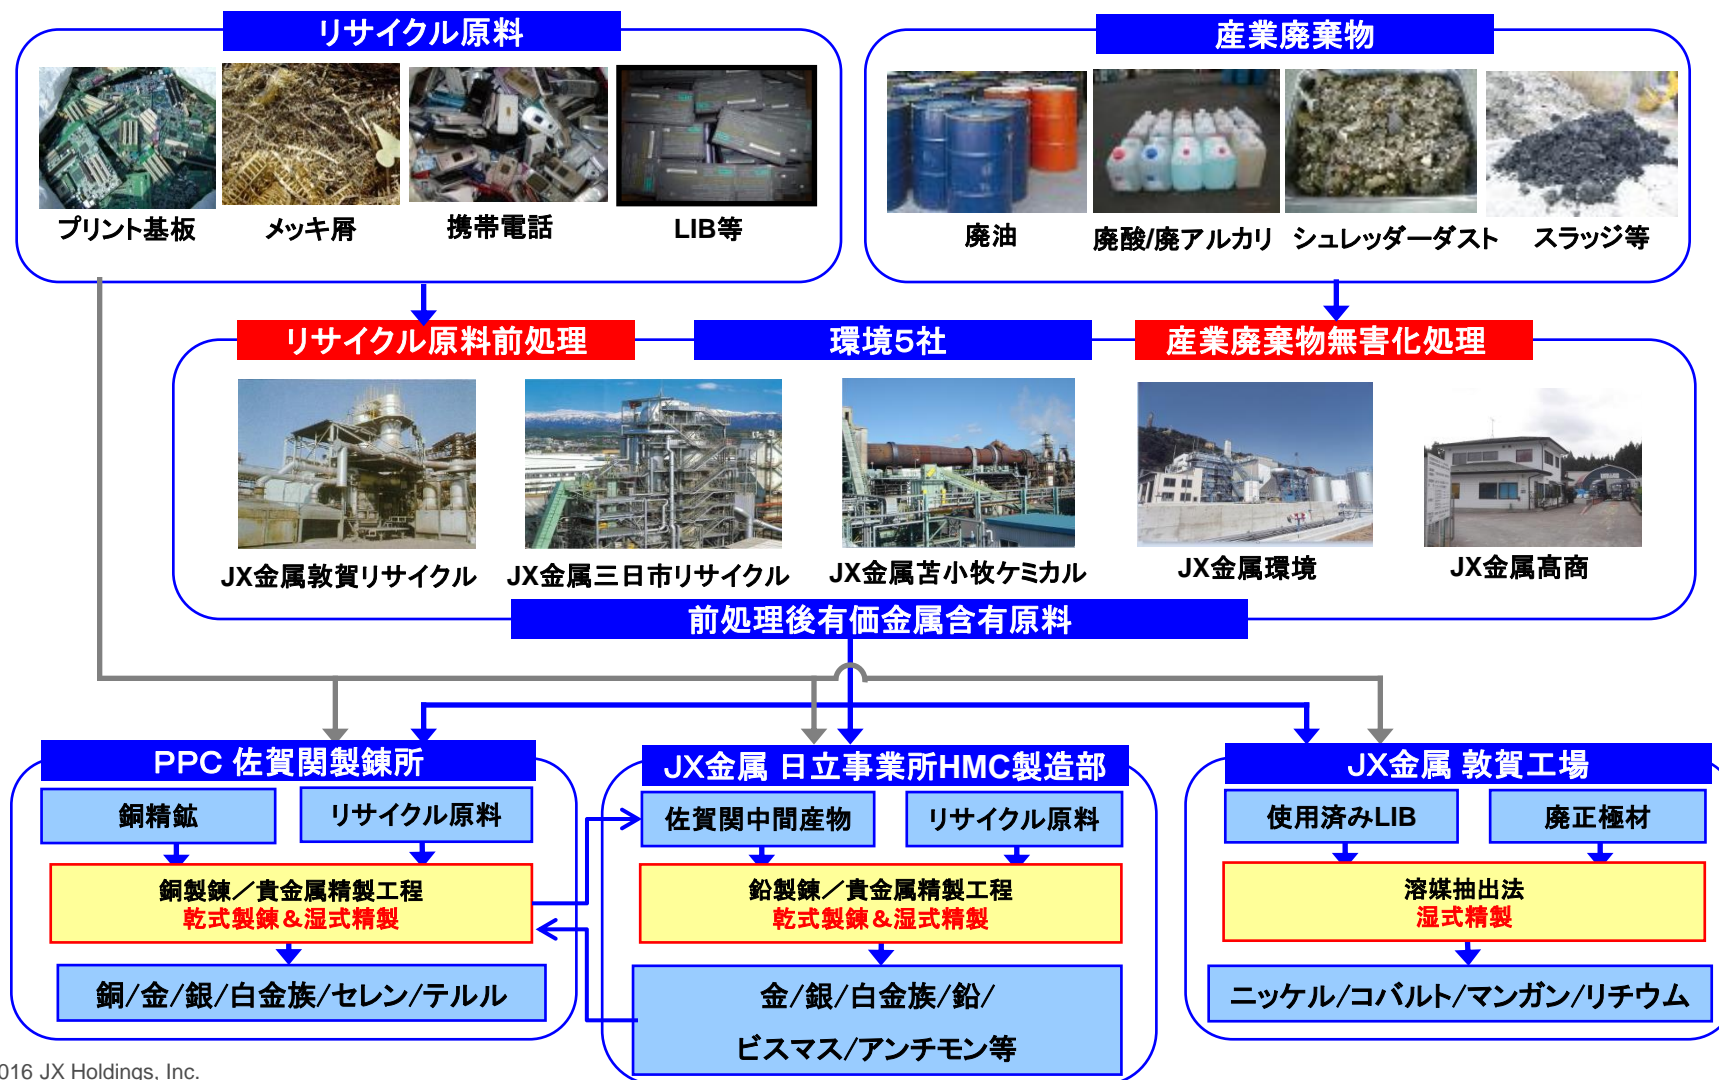 リサイクル原料
産業廃棄物
プリント基板
メッキ屑
携帯電話
LIB等
廃油
廃酸/廃アルカリ
シュレッダーダスト
スラッジ等
リサイクル原料前処理
環境5社
産業廃棄物無害化処理
JX金属敦賀リサイクル
JX金属三日市リサイクル
JX金属苫小牧ケミカル
JX金属環境
JX金属髙商
前処理後有価金属含有原料
PPC 佐賀関製錬所
銅精鉱
リサイクル原料
銅製錬/貴金属精製工程
乾式製錬&湿式精製
銅/金/銀/白金族/セレン/テルル
JX金属 日立事業所HMC製造部
佐賀関中間産物
リサイクル原料
鉛製錬/貴金属精製工程
乾式製錬&湿式精製
金/銀/白金族/鉛/
ビスマス/アンチモン等
JX金属 敦賀工場
使用済みLIB
廃正極材
溶媒抽出法
湿式精製
ニッケル/コバルト/マンガン/リチウム
016 JX Holdings, Inc.